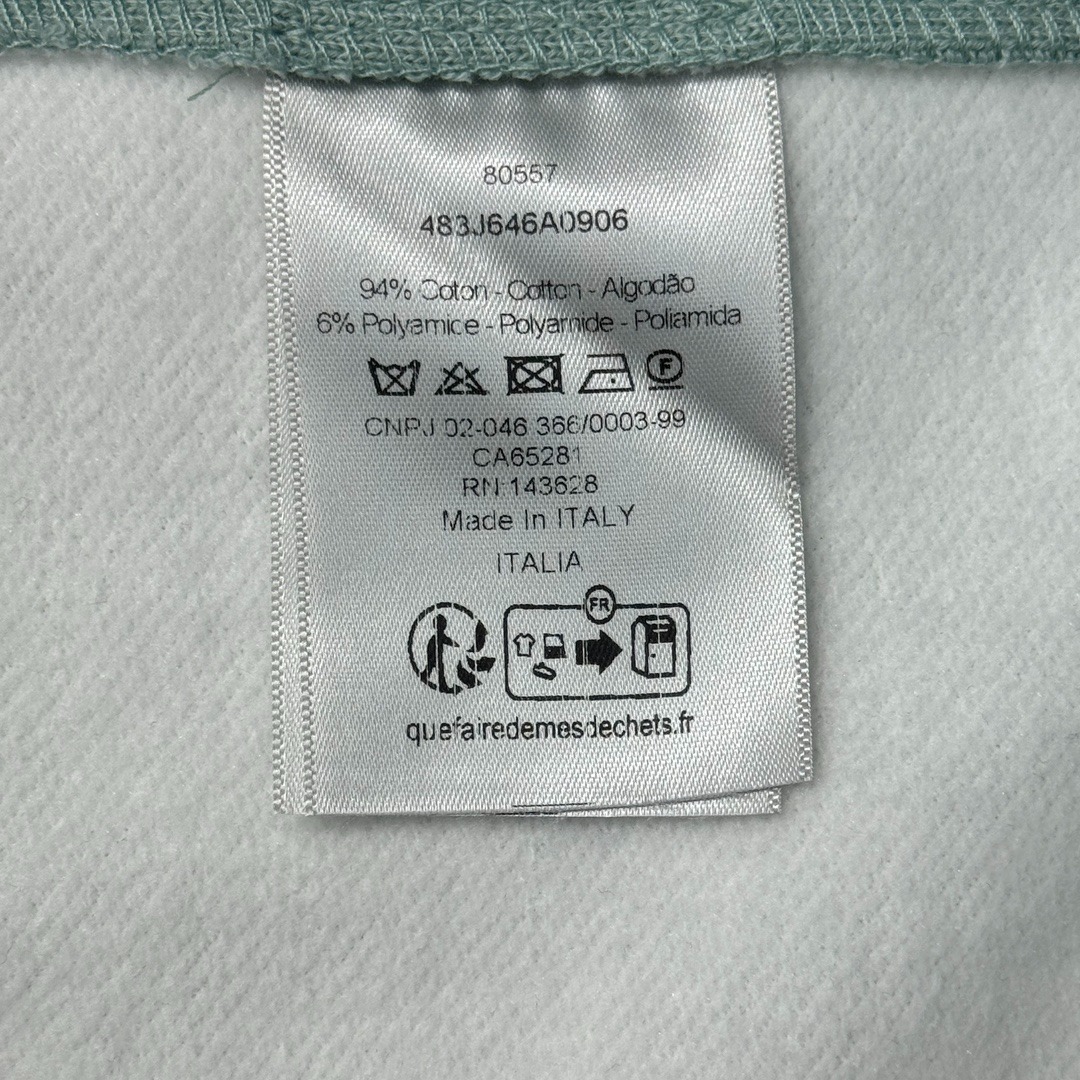 80557
483J646A0906
94% Coton - Cotton - Algodão
6% Polyamide - Polyamide - Poliamida
F
CNPJ 02-046 366/0003-99
CA65281
RN 143628
Made In ITALY
ITALIA
FR
quefairedemesdechets.fr